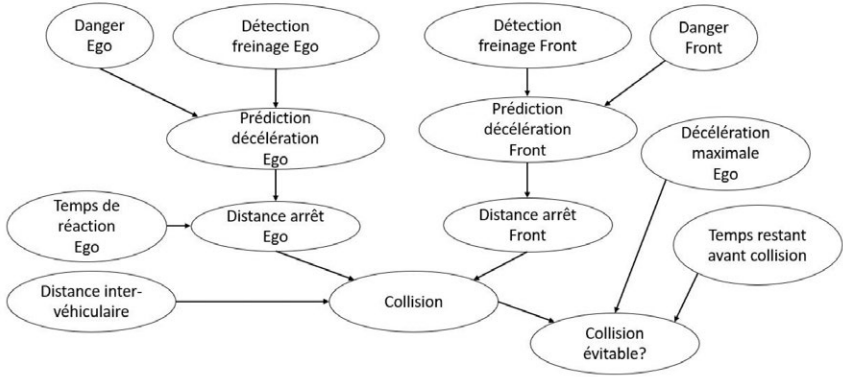 Danger
Ego
Détection
freinage Ego
Détection
freinage Front
Danger
Front
Prédiction
décélération
Ego
Prédiction
décélération
Front
Décélération
maximale
Ego
Temps de
réaction
Ego
Distance arrêt
Ego
Distance arrêt
Front
Temps restant
avant collision
Distance inter-
véhiculaire
Collision
Collision
évitable?